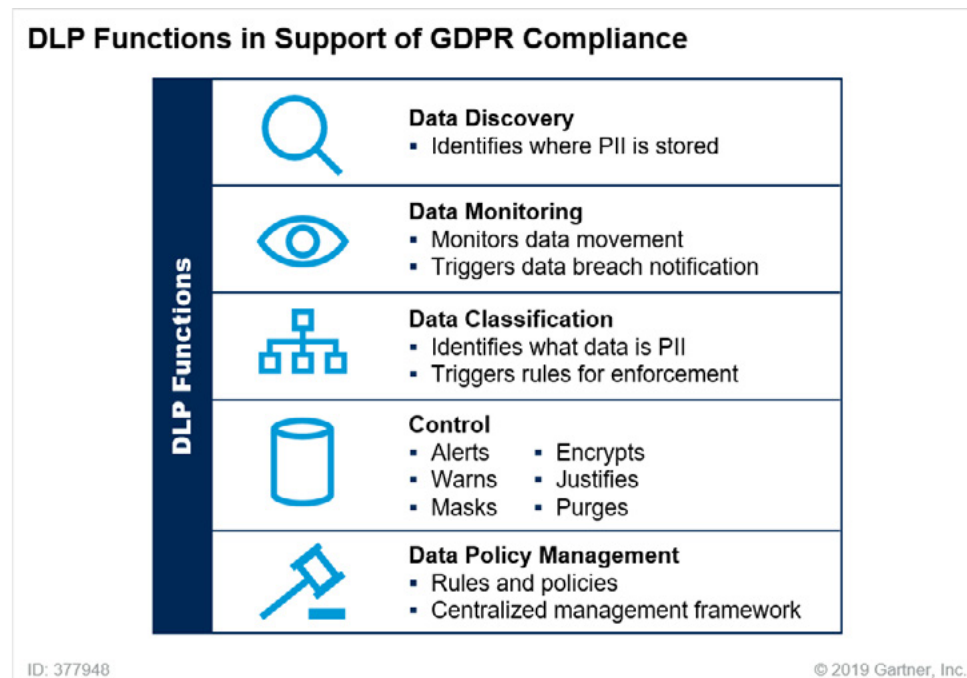 DLP Functions in Support of GDPR Compliance
DLP Functions
Data Discovery
▪ Identifies where PII is stored
Data Monitoring
▪ Monitors data movement
▪ Triggers data breach notification
Data Classification
▪ Identifies what data is PII
▪ Triggers rules for enforcement
Control
▪ Alerts ▪ Encrypts
▪ Warns ▪ Justifies
▪ Masks ▪ Purges
Data Policy Management
▪ Rules and policies
▪ Centralized management framework
ID: 377948 © 2019 Gartner, Inc.